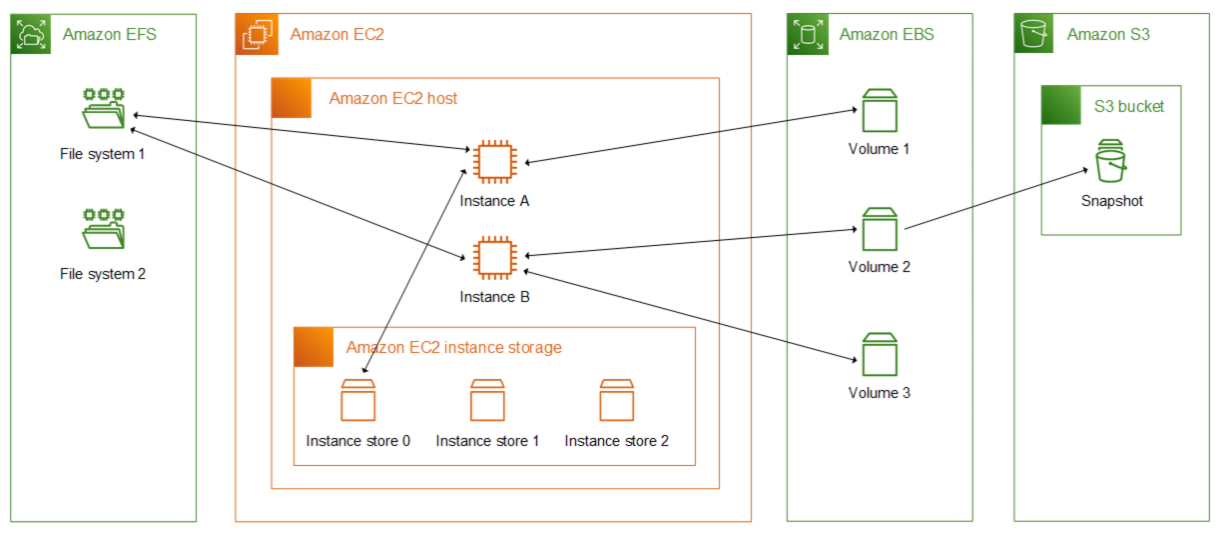 Amazon EFS
File system 1
File system 2
Amazon EC2
Amazon EC2 host
Instance A
Instance B
Amazon EC2 instance storage
Instance store 0
Instance store 1
Instance store 2
Amazon EBS
Volume 1
Volume 2
Volume 3
Amazon S3
S3 bucket
Snapshot